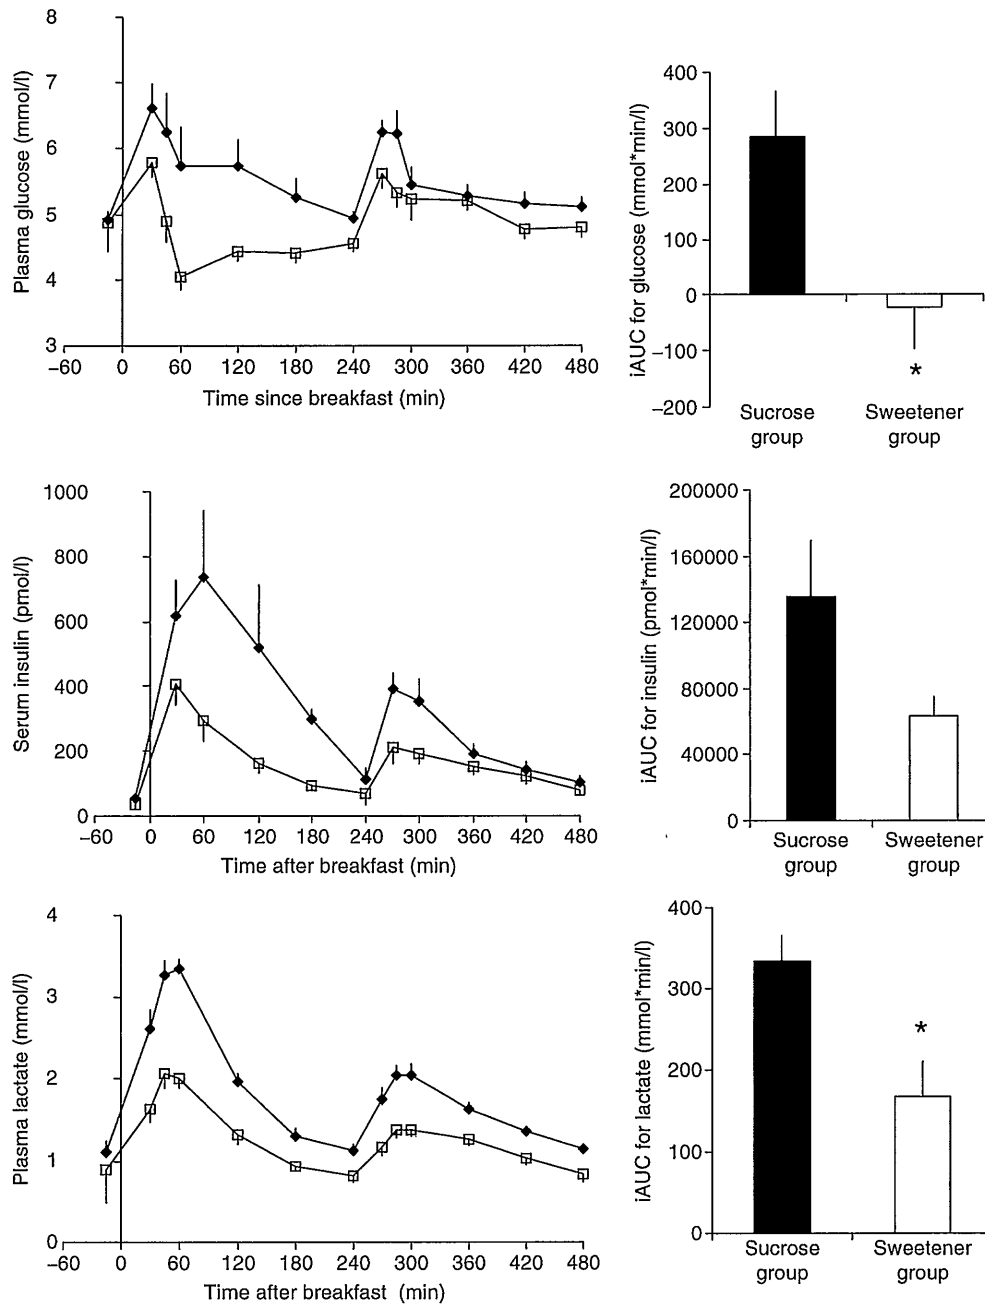 8
7
6
5
4
3
Plasma glucose (mmol/l)
−60 0 60 120 180 240 300 360 420 480
Time since breakfast (min)
400
300
200
100
0
−100
−200
iAUC for glucose (mmol*min/l)
*
Sucrose group
Sweetener group
1000
800
600
400
200
0
Serum insulin (pmol/l)
−60 0 60 120 180 240 300 360 420 480
Time after breakfast (min)
200000
160000
120000
80000
40000
0
iAUC for insulin (pmol*min/l)
Sucrose group
Sweetener group
4
3
2
1
0
Plasma lactate (mmol/l)
−60 0 60 120 180 240 300 360 420 480
Time after breakfast (min)
400
300
200
100
0
iAUC for lactate (mmol*min/l)
*
Sucrose group
Sweetener group